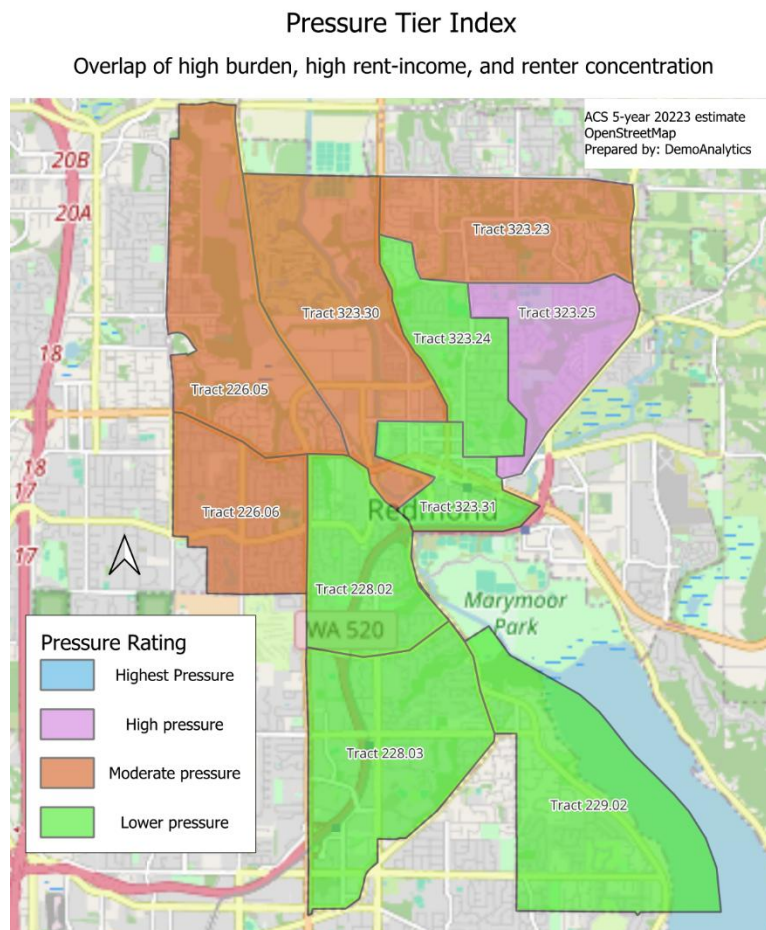 Pressure Tier Index
Overlap of high burden, high rent-income, and renter concentration
ACS 5-year 20223 estimate
OpenStreetMap
Prepared by: DemoAnalytics
20B
20A
Tract 323.23
Tract 323.30
Tract 323.25
Tract 323.24
18
Tract 226.05
18
17
Tract 323.31
Redmond
Tract 226.06
17
Tract 228.02
Marymoor
Park
WA 520
Pressure Rating
Highest Pressure
High pressure
Moderate pressure
Lower pressure
Tract 228.03
Tract 229.02